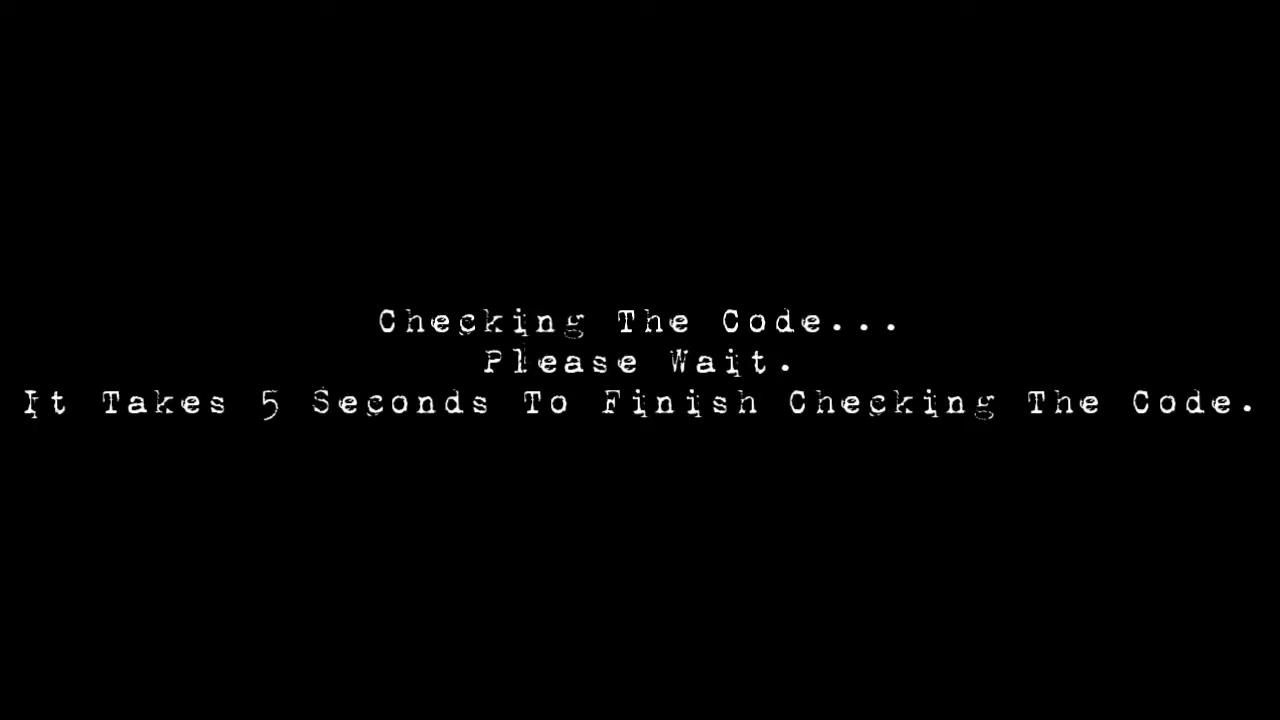 Checking The Code...
Please Wait.
It Takes 5 Seconds To Finish Checking The Code.